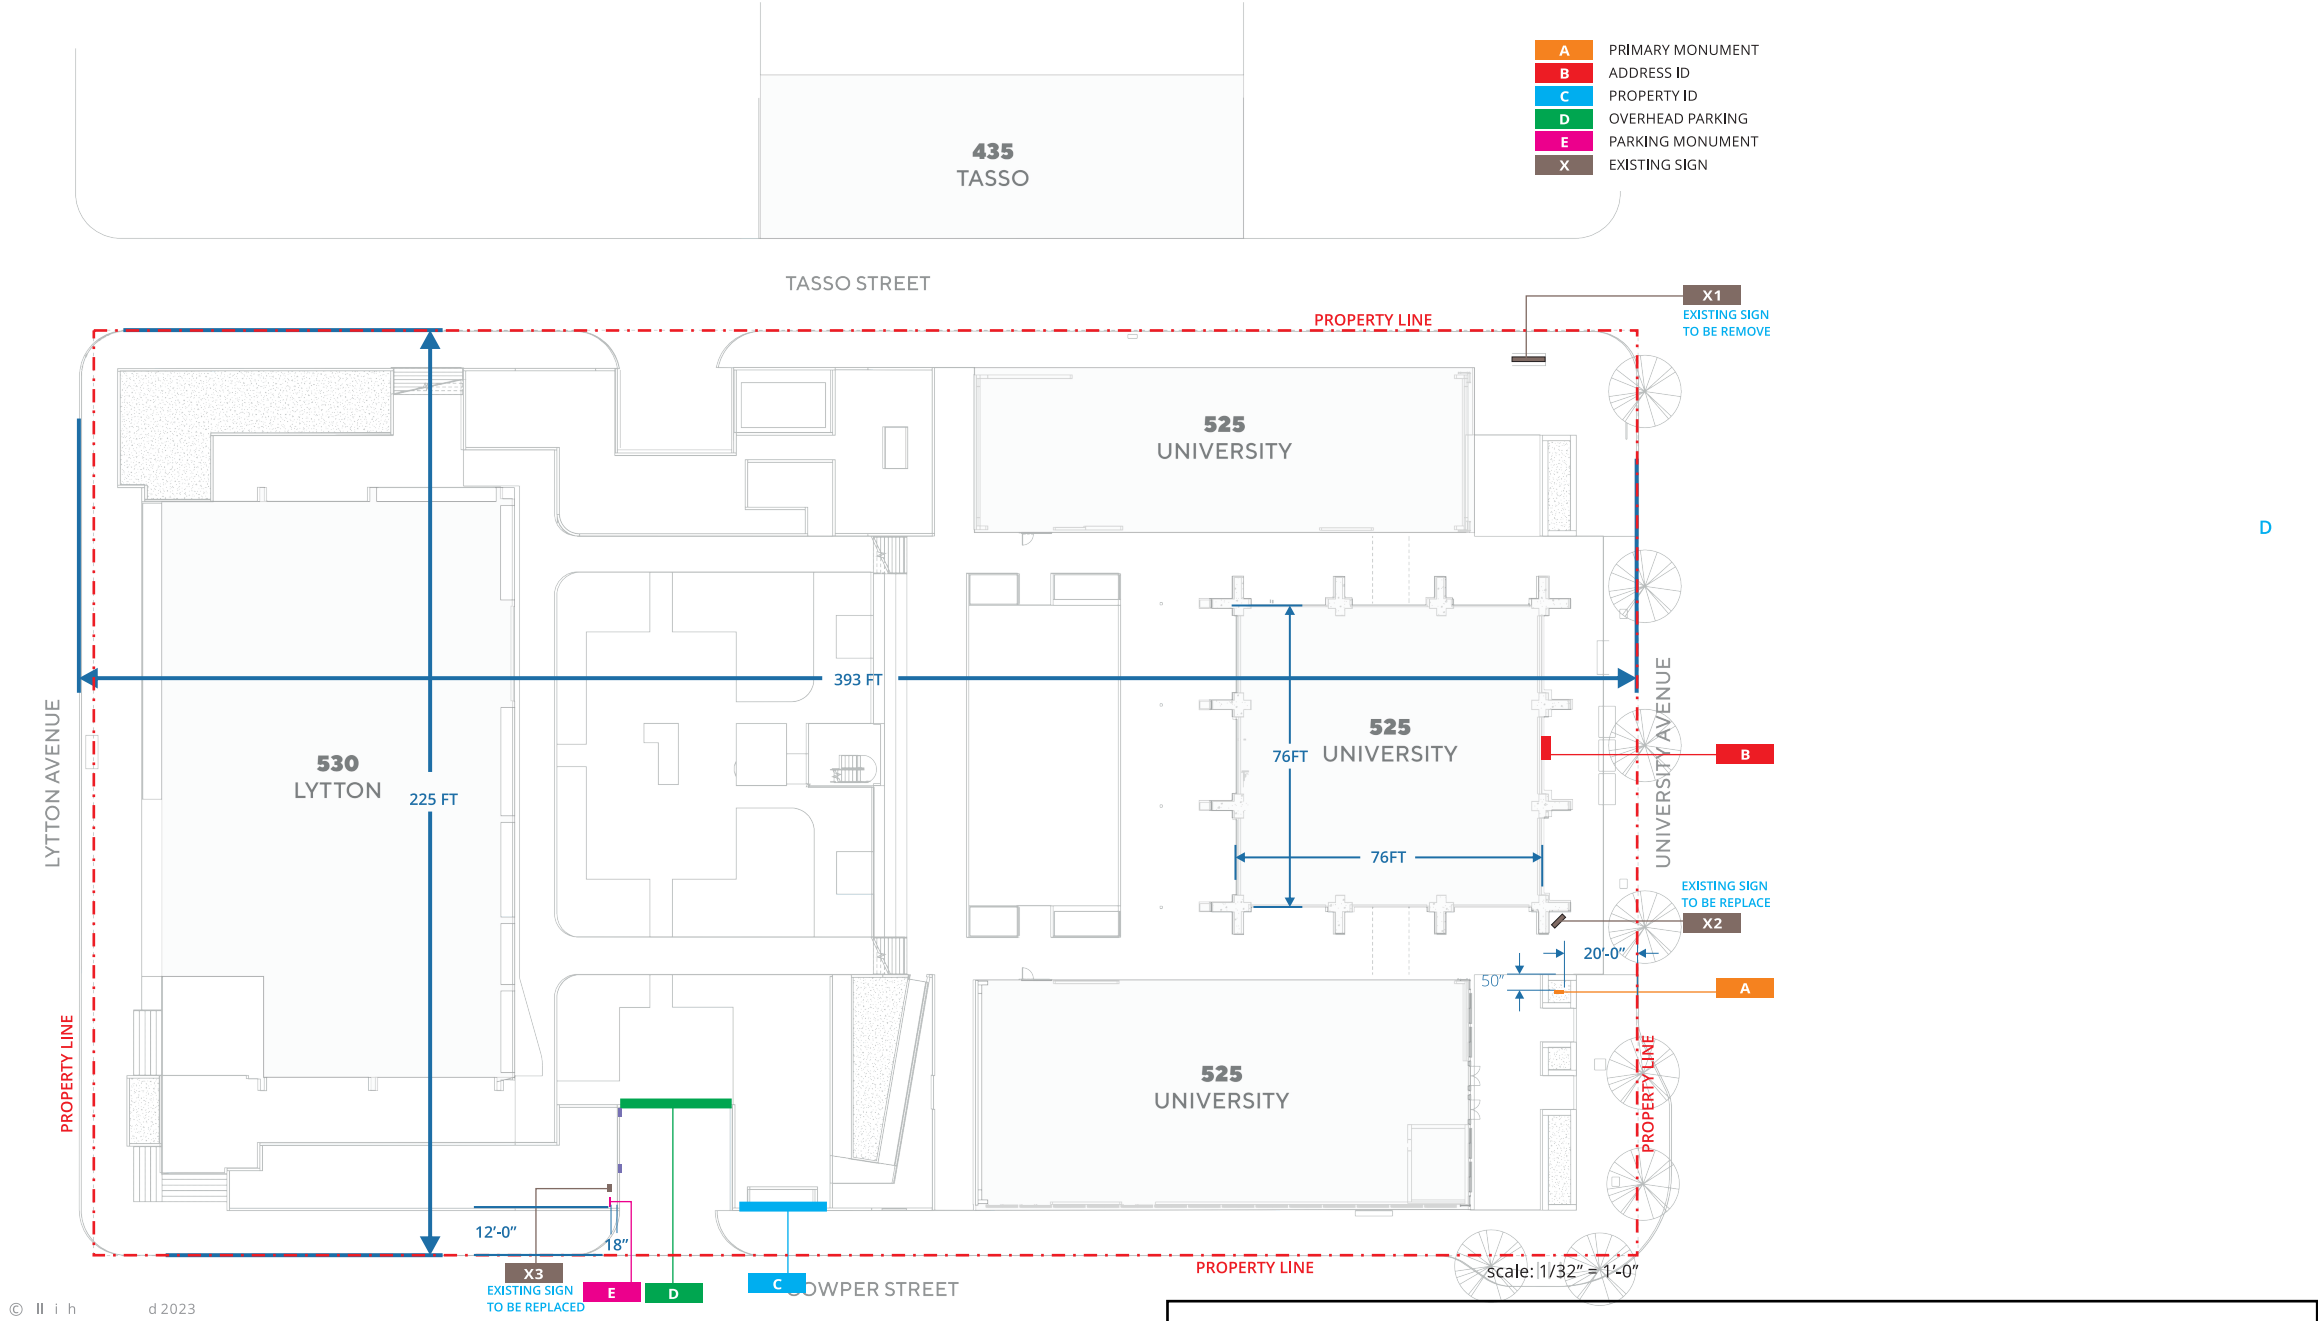 A PRIMARY MONUMENT
B ADDRESS ID
C PROPERTY ID
D OVERHEAD PARKING
E PARKING MONUMENT
X EXISTING SIGN
435
TASSO
TASSO STREET
X1
EXISTING SIGN
TO BE REMOVE
PROPERTY LINE
525
UNIVERSITY
D
393 FT
LYTTON AVENUE
UNIVERSITY AVENUE
530
LYTTON
225 FT
525
UNIVERSITY
76FT
76FT
B
EXISTING SIGN
TO BE REPLACE
X2
20'-0"
50"
A
PROPERTY LINE
PROPERTY LINE
525
UNIVERSITY
12'-0"
18"
X3
EXISTING SIGN
TO BE REPLACED
E
D
C
COWPER STREET
PROPERTY LINE
scale: 1/32" = 1'-0"
© ll i h d 2023